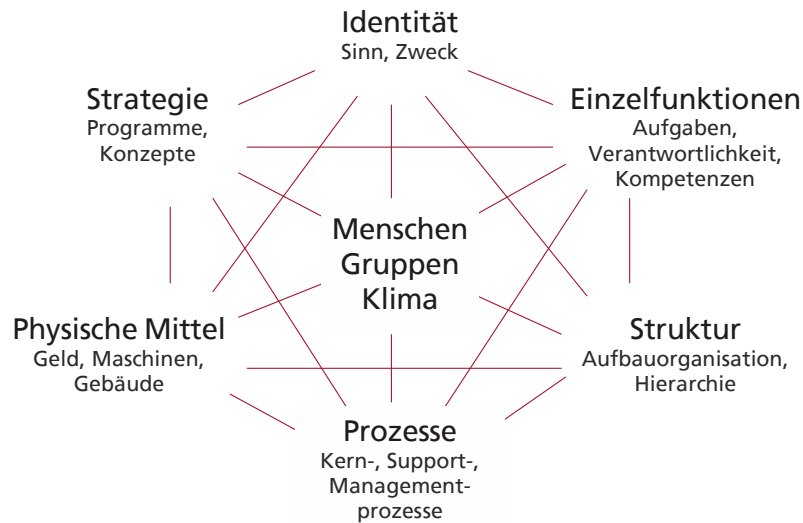 Identität
Sinn, Zweck
Strategie
Programme,
Konzepte
Einzelfunktionen
Aufgaben,
Verantwortlichkeit,
Kompetenzen
Menschen
Gruppen
Klima
Physische Mittel
Geld, Maschinen,
Gebäude
Struktur
Aufbauorganisation,
Hierarchie
Prozesse
Kern-, Support-,
Management-
prozesse